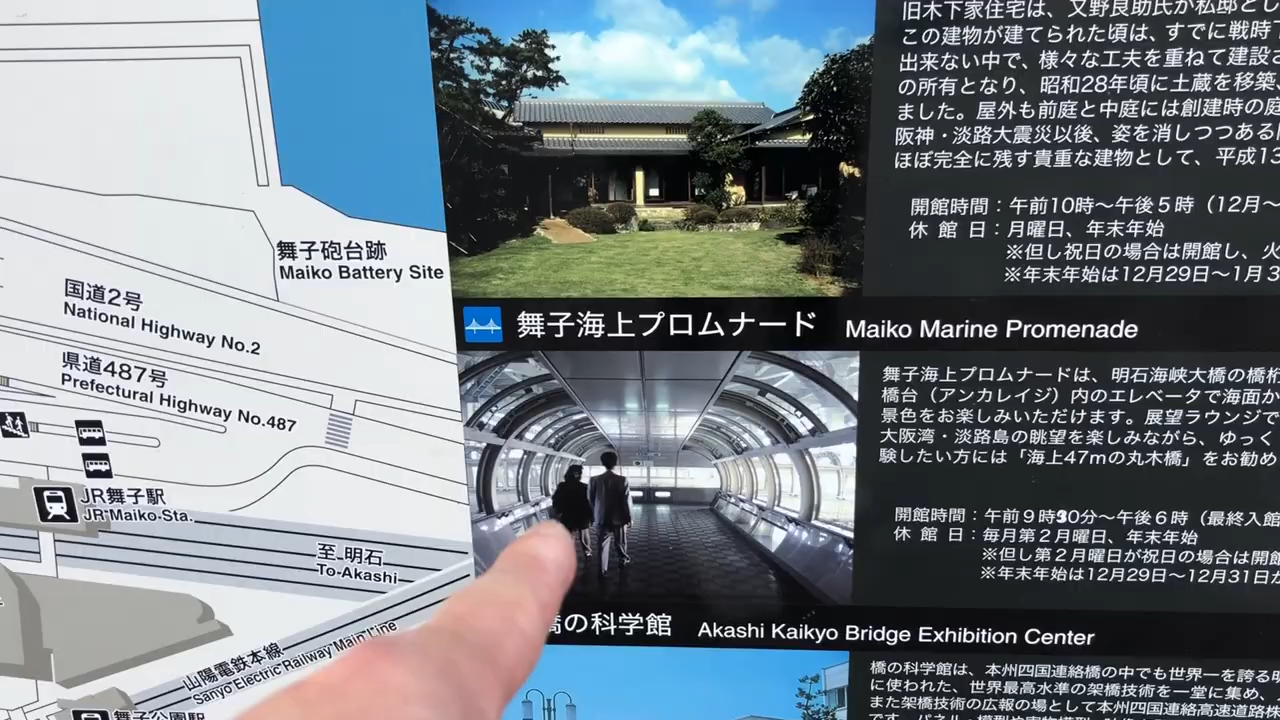 舞子砲台跡
Maiko Battery Site
国道2号
National Highway No.2
県道487号
Prefectural Highway No.487
JR舞子駅
JR Maiko Sta.
至 明石
To Akashi
山陽電鉄本線
Sanyo Electric Railway Main Line
舞子公園駅
旧木下家住宅は、又野良助氏が私邸とし
この建物が建てられた頃は、すでに戦時
出来ない中で、様々な工夫を重ねて建設さ
の所有となり、昭和28年頃に土蔵を移築、
ました。屋外も前庭と中庭には創建時の庭
阪神・淡路大震災以後、姿を消しつつある
ほぼ完全に残す貴重な建物として、平成13
開館時間：午前10時～午後5時（12月～
休 館 日：月曜日、年末年始
※但し祝日の場合は開館し、火
※年末年始は12月29日～1月3
舞子海上プロムナード Maiko Marine Promenade
舞子海上プロムナードは、明石海峡大橋の橋桁
橋台（アンカレイジ）内のエレベータで海面か
景色をお楽しみいただけます。展望ラウンジで
大阪湾・淡路島の眺望を楽しみながら、ゆっく
験したい方には「海上47mの丸木橋」をお勧め
開館時間：午前9時30分～午後6時（最終入館
休 館 日：毎月第2月曜日、年末年始
※但し第2月曜日が祝日の場合は開館
※年末年始は12月29日～12月31日が
橋の科学館 Akashi Kaikyo Bridge Exhibition Center
橋の科学館は、本州四国連絡橋の中でも世界一を誇る明
に使われた、世界最高水準の架橋技術を一堂に集め、
また架橋技術の広報の場として本州四国連絡高速道路株